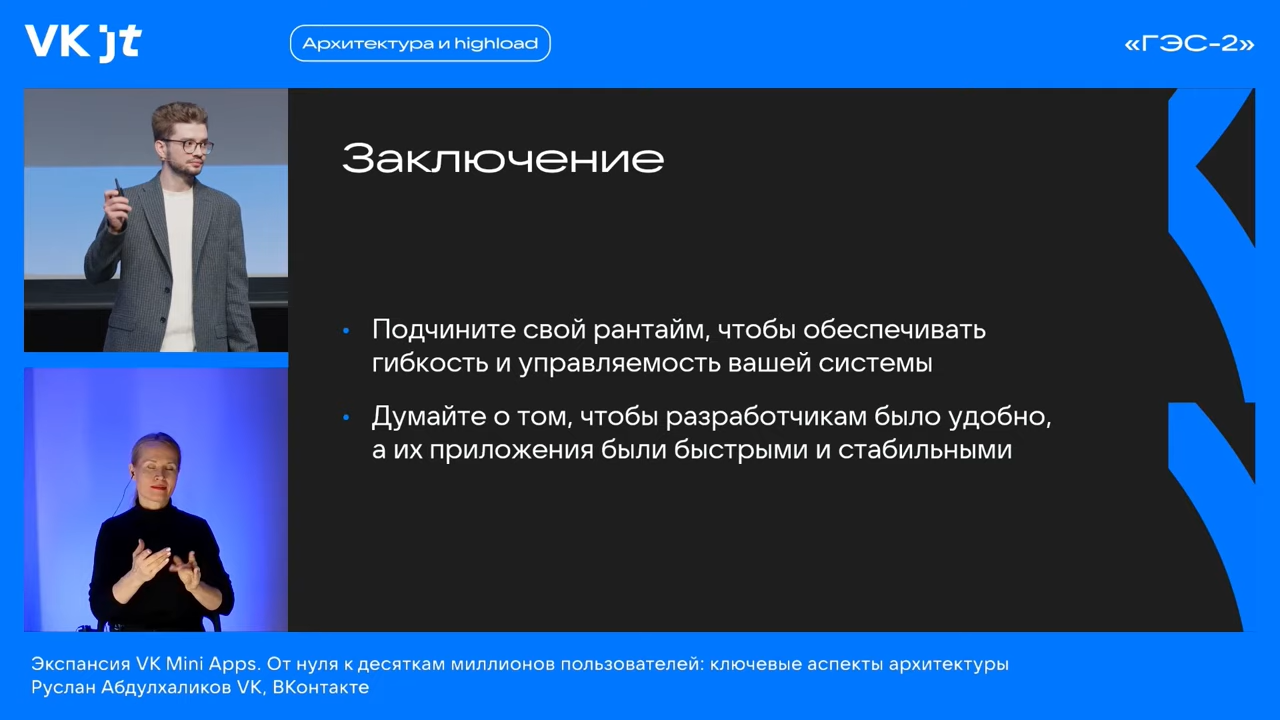 VK jt
Архитектура и highload
«ГЭС-2»
Заключение
• Подчините свой рантайм, чтобы обеспечивать
гибкость и управляемость вашей системы
• Думайте о том, чтобы разработчикам было удобно,
а их приложения были быстрыми и стабильными
Экспансия VK Mini Apps. От нуля к десяткам миллионов пользователей: ключевые аспекты архитектуры
Руслан Абдулхаликов VK, ВКонтакте